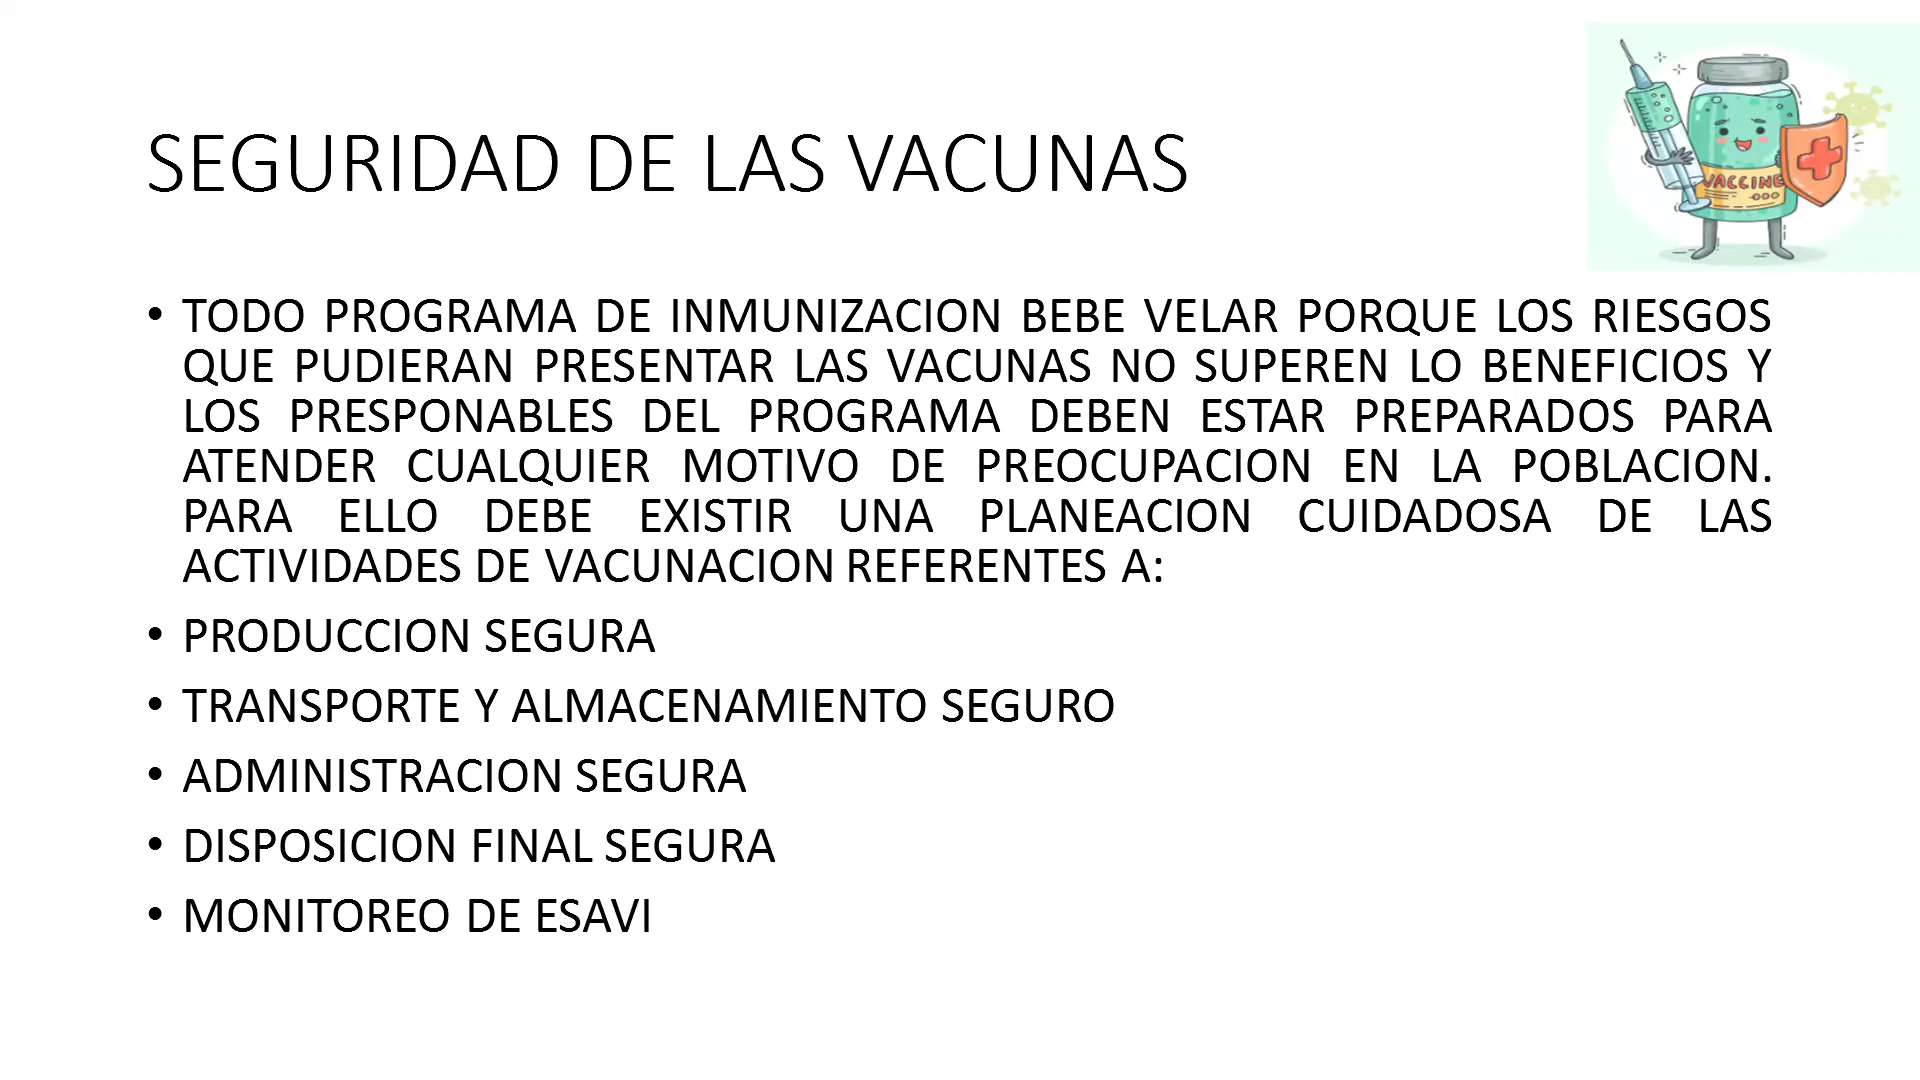 SEGURIDAD DE LAS VACUNAS
VACCINE
• TODO PROGRAMA DE INMUNIZACION BEBE VELAR PORQUE LOS RIESGOS
QUE PUDIERAN PRESENTAR LAS VACUNAS NO SUPEREN LO BENEFICIOS Y
LOS PRESPONABLES DEL PROGRAMA DEBEN ESTAR PREPARADOS PARA
ATENDER CUALQUIER MOTIVO DE PREOCUPACION EN LA POBLACION.
PARA ELLO DEBE EXISTIR UNA PLANEACION CUIDADOSA DE LAS
ACTIVIDADES DE VACUNACION REFERENTES A:
• PRODUCCION SEGURA
• TRANSPORTE Y ALMACENAMIENTO SEGURO
• ADMINISTRACION SEGURA
• DISPOSICION FINAL SEGURA
• MONITOREO DE ESAVI